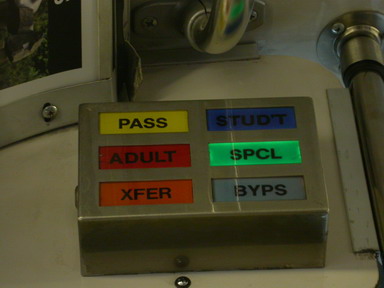 PASS
STUD'T
ADULT
SPCL
XFER
BYPS